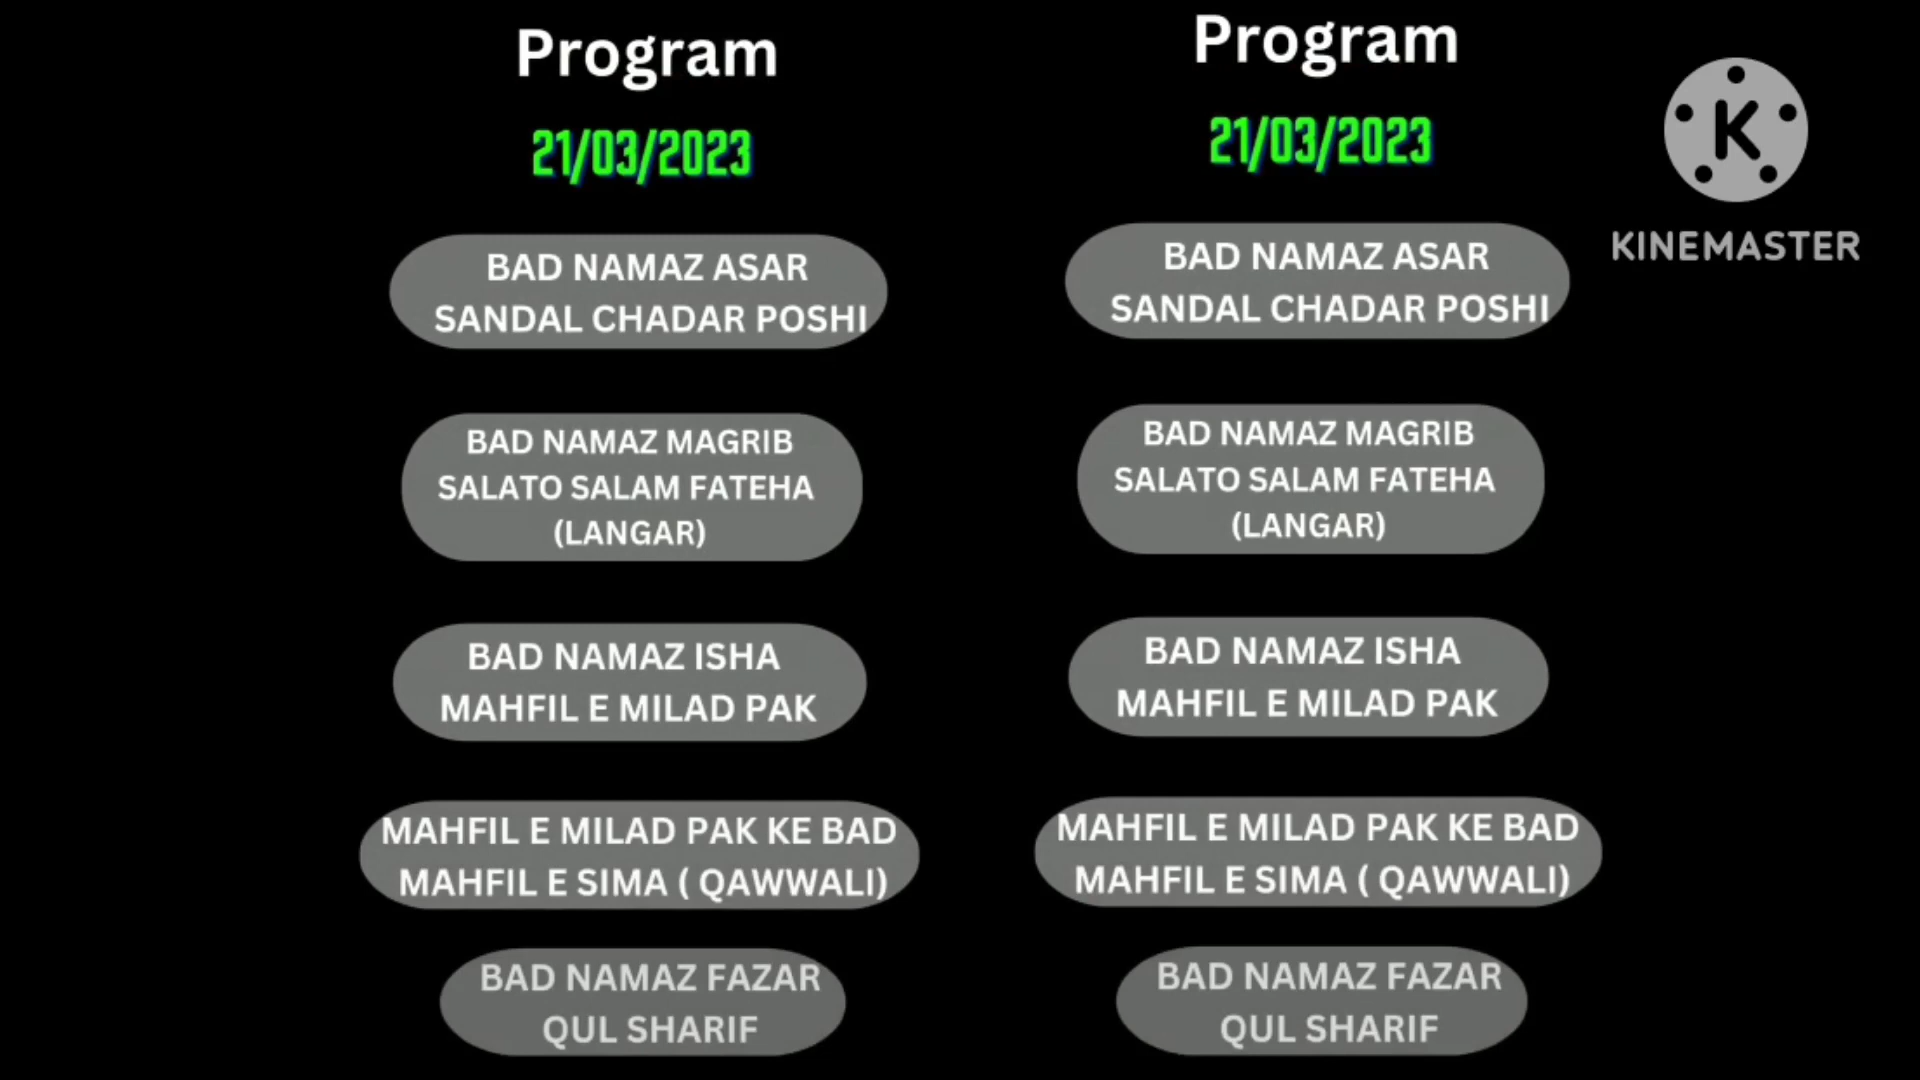 Program
21/03/2023
BAD NAMAZ ASAR
SANDAL CHADAR POSHI
BAD NAMAZ MAGRIB
SALATO SALAM FATEHA
(LANGAR)
BAD NAMAZ ISHA
MAHFIL E MILAD PAK
MAHFIL E MILAD PAK KE BAD
MAHFIL E SIMA ( QAWWALI)
BAD NAMAZ FAZAR
QUL SHARIF
Program
21/03/2023
BAD NAMAZ ASAR
SANDAL CHADAR POSHI
BAD NAMAZ MAGRIB
SALATO SALAM FATEHA
(LANGAR)
BAD NAMAZ ISHA
MAHFIL E MILAD PAK
MAHFIL E MILAD PAK KE BAD
MAHFIL E SIMA ( QAWWALI)
BAD NAMAZ FAZAR
QUL SHARIF
K
KINEMASTER